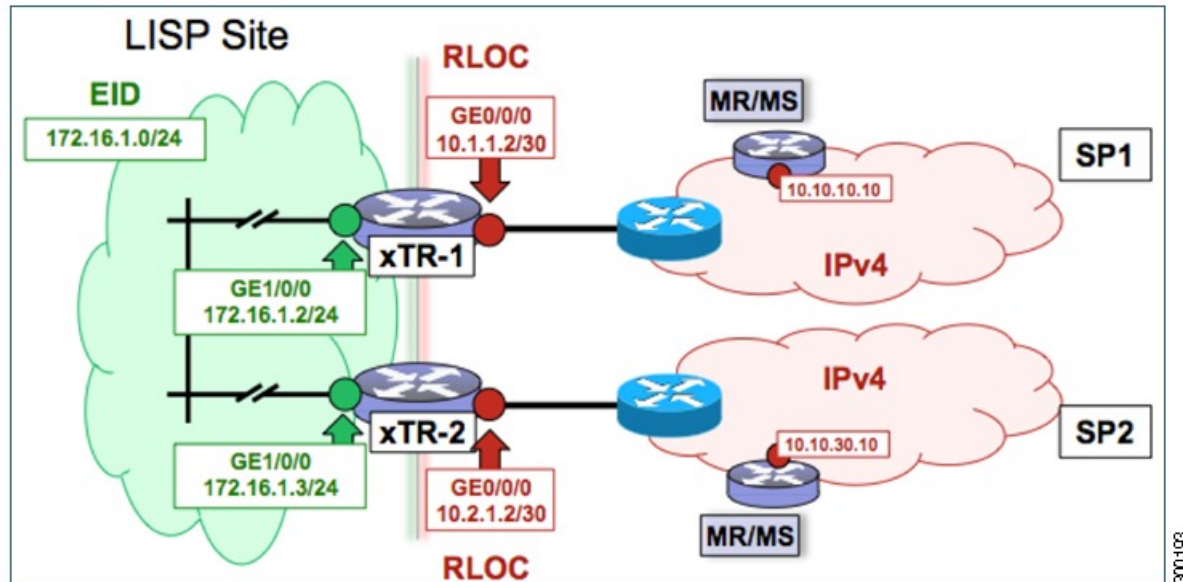 LISP Site
EID
172.16.1.0/24
RLOC
GE0/0/0
10.1.1.2/30
MR/MS
SP1
10.10.10.10
xTR-1
IPv4
GE1/0/0
172.16.1.2/24
IPv4
xTR-2
SP2
10.10.30.10
GE1/0/0
172.16.1.3/24
GE0/0/0
10.2.1.2/30
MR/MS
RLOC